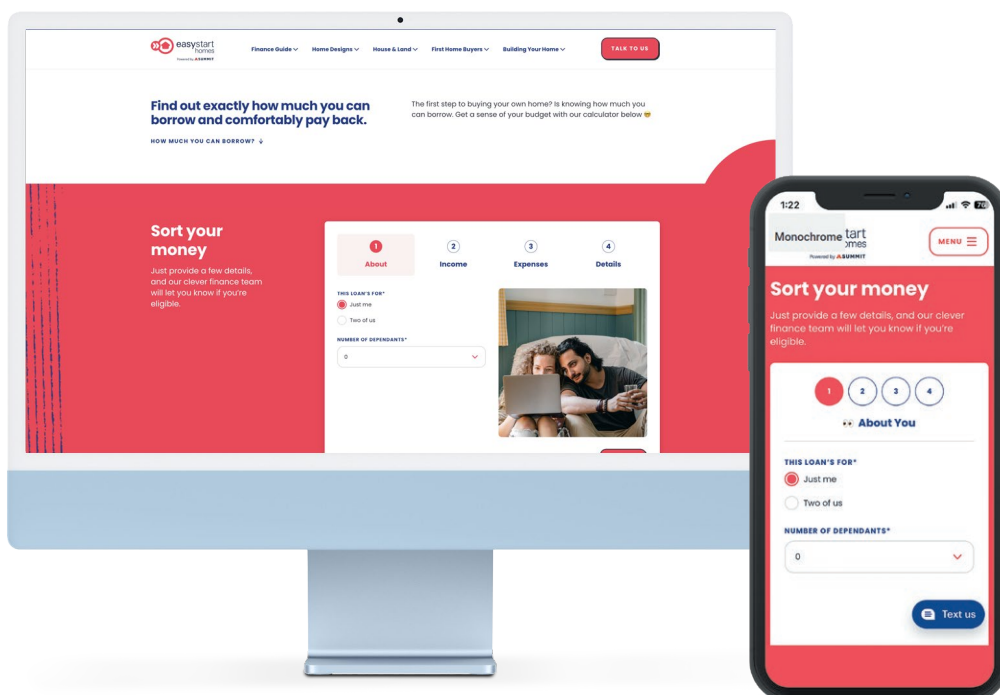 easystart
homes
Powered by SUMMIT
Finance Guide
Home Designs
House & Land
First Home Buyers
Building Your Home
TALK TO US
Find out exactly how much you can
borrow and comfortably pay back.
HOW MUCH YOU CAN BORROW?
The first step to buying your own home? Is knowing how much you
can borrow. Get a sense of your budget with our calculator below 🤓
Sort your
money
Just provide a few details,
and our clever finance team
will let you know if you're
eligible.
1
About
2
Income
3
Expenses
4
Details
THIS LOAN'S FOR*
Just me
Two of us
NUMBER OF DEPENDANTS*
0
1:22
70
Monochrome tart
omes
Powered by SUMMIT
MENU
Sort your money
Just provide a few details, and our clever
finance team will let you know if you're
eligible.
1 2 3 4
👀 About You
THIS LOAN'S FOR*
Just me
Two of us
NUMBER OF DEPENDANTS*
0
Text us